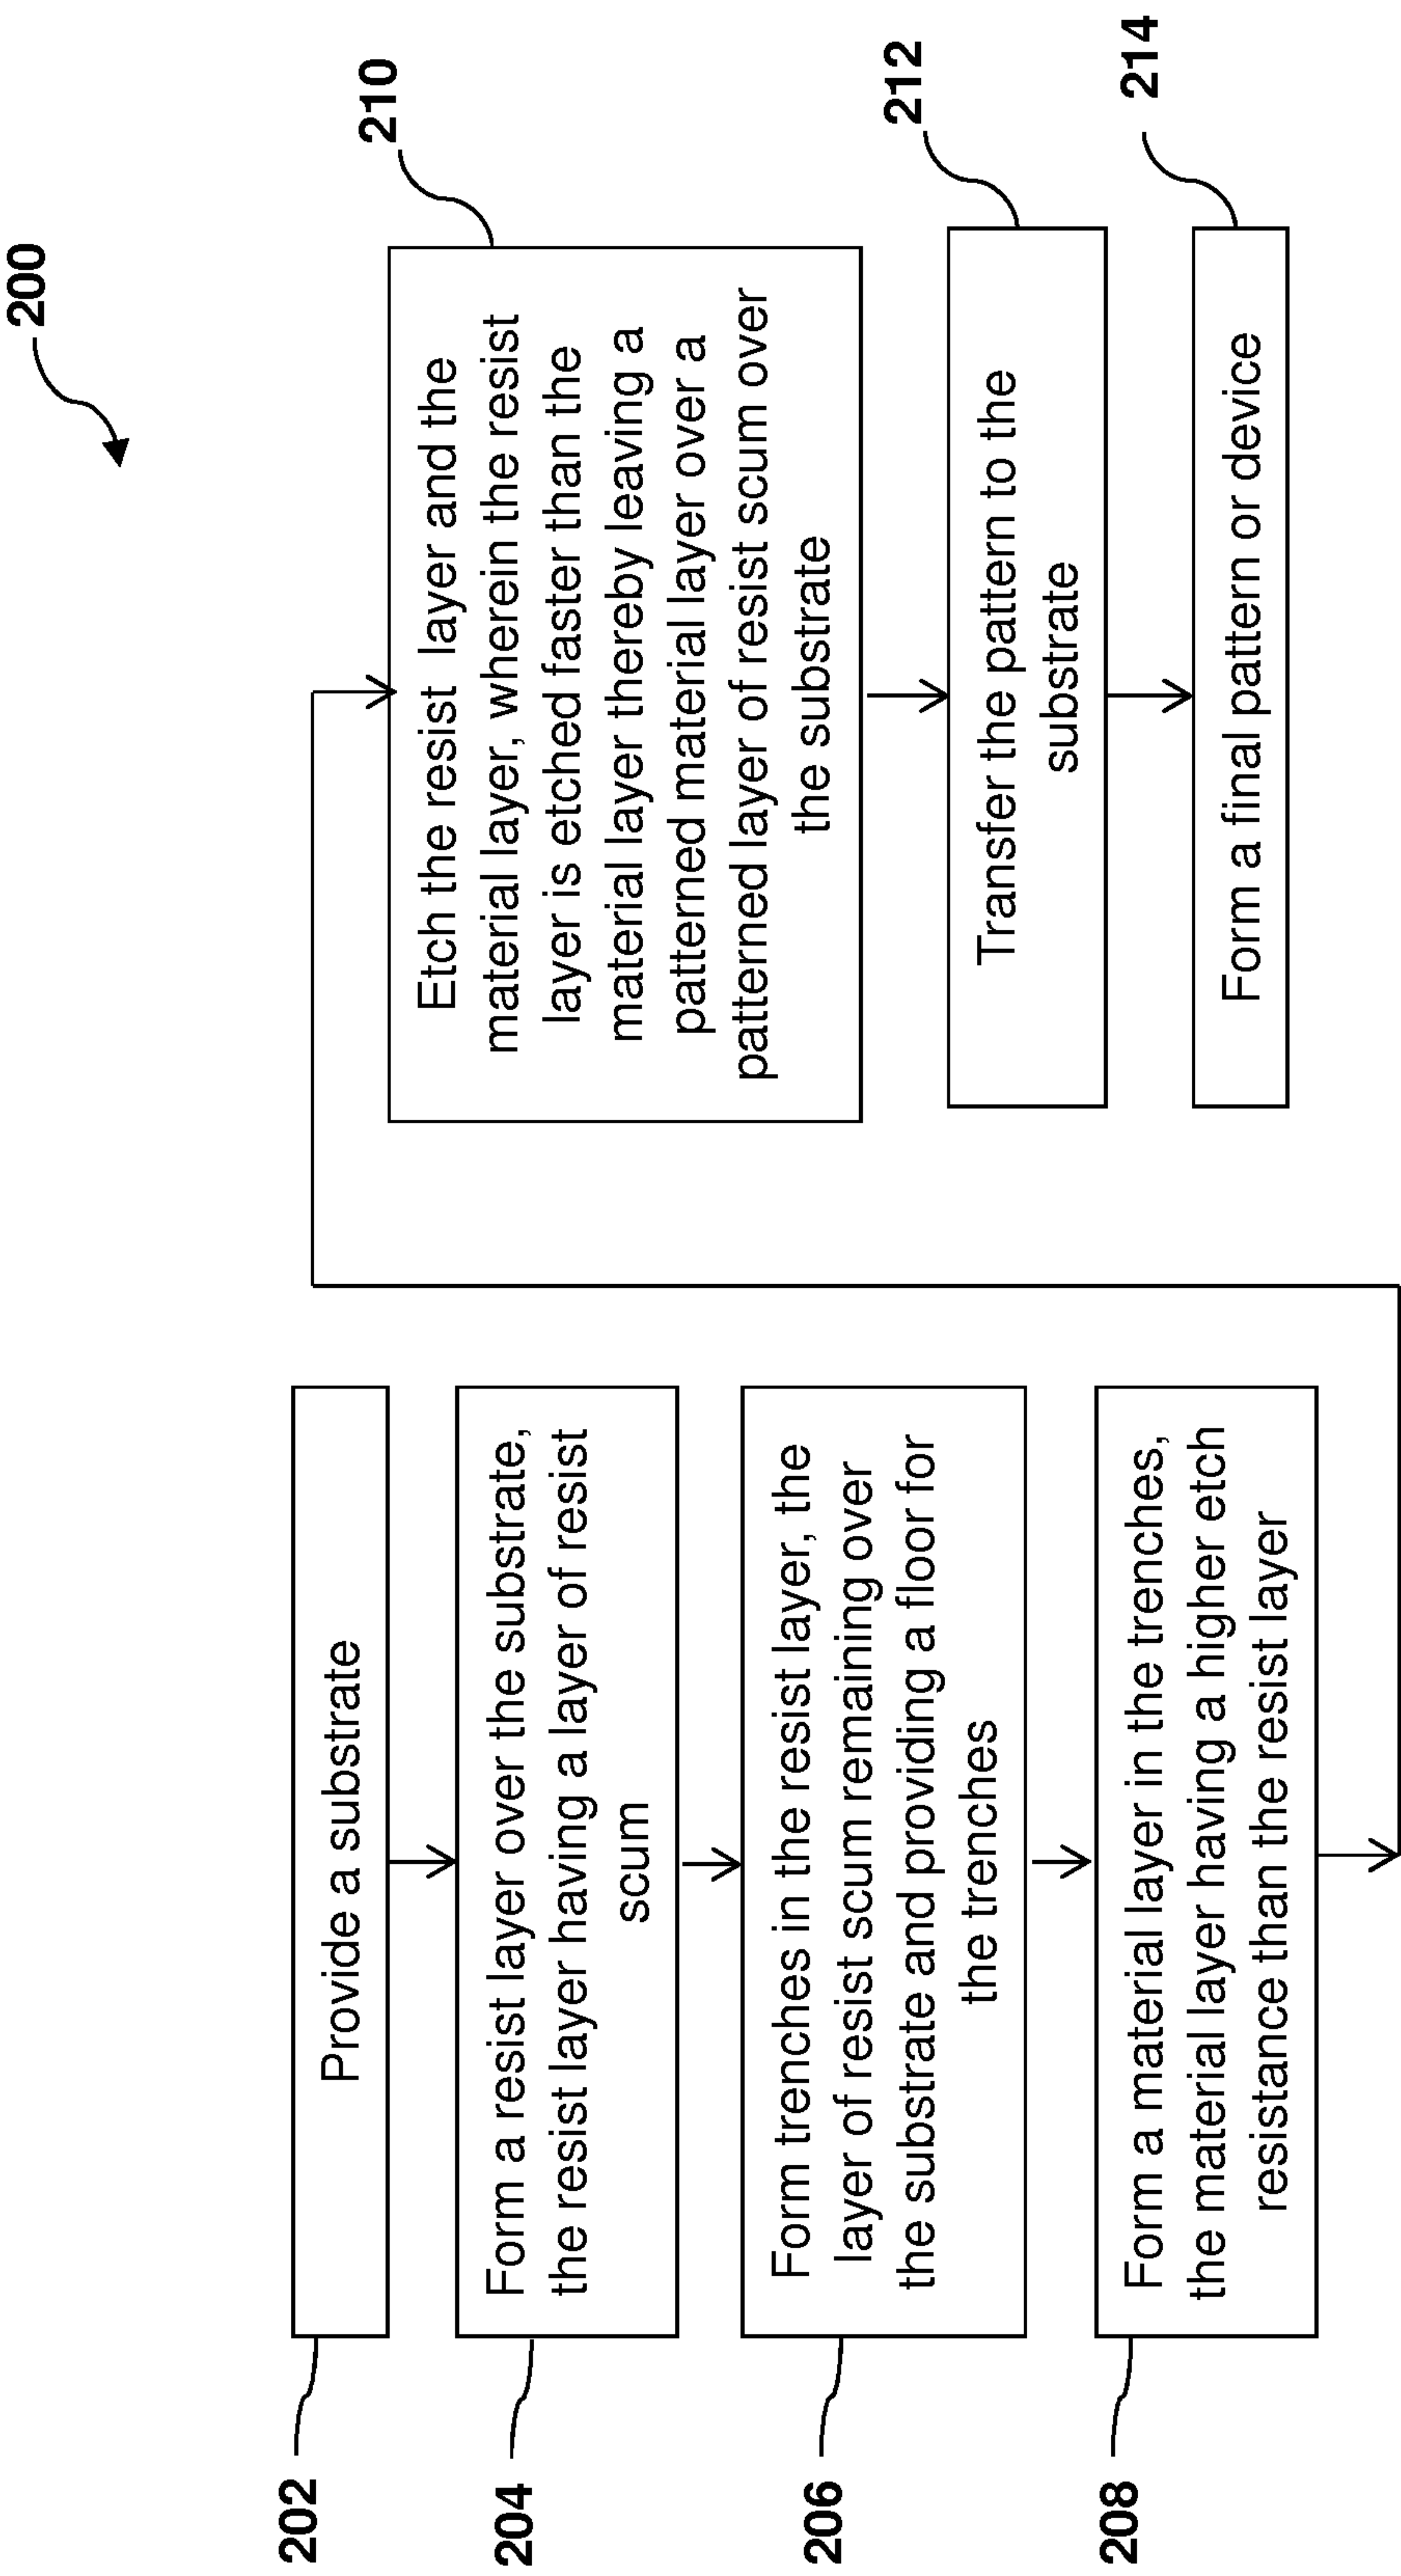 200
202
Provide a substrate
204
Form a resist layer over the substrate,
the resist layer having a layer of resist
scum
206
Form trenches in the resist layer, the
layer of resist scum remaining over
the substrate and providing a floor for
the trenches
208
Form a material layer in the trenches,
the material layer having a higher etch
resistance than the resist layer
210
Etch the resist layer and the
material layer, wherein the resist
layer is etched faster than the
material layer thereby leaving a
patterned material layer over a
patterned layer of resist scum over
the substrate
212
Transfer the pattern to the
substrate
214
Form a final pattern or device